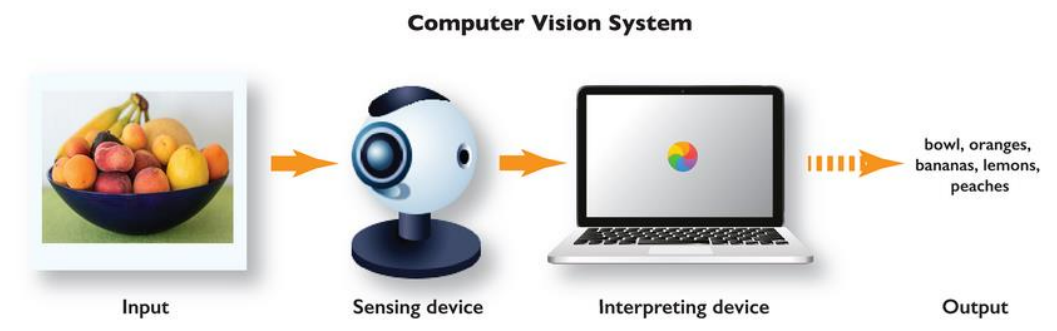 Computer Vision System
bowl, oranges,
bananas, lemons,
peaches
Input
Sensing device
Interpreting device
Output